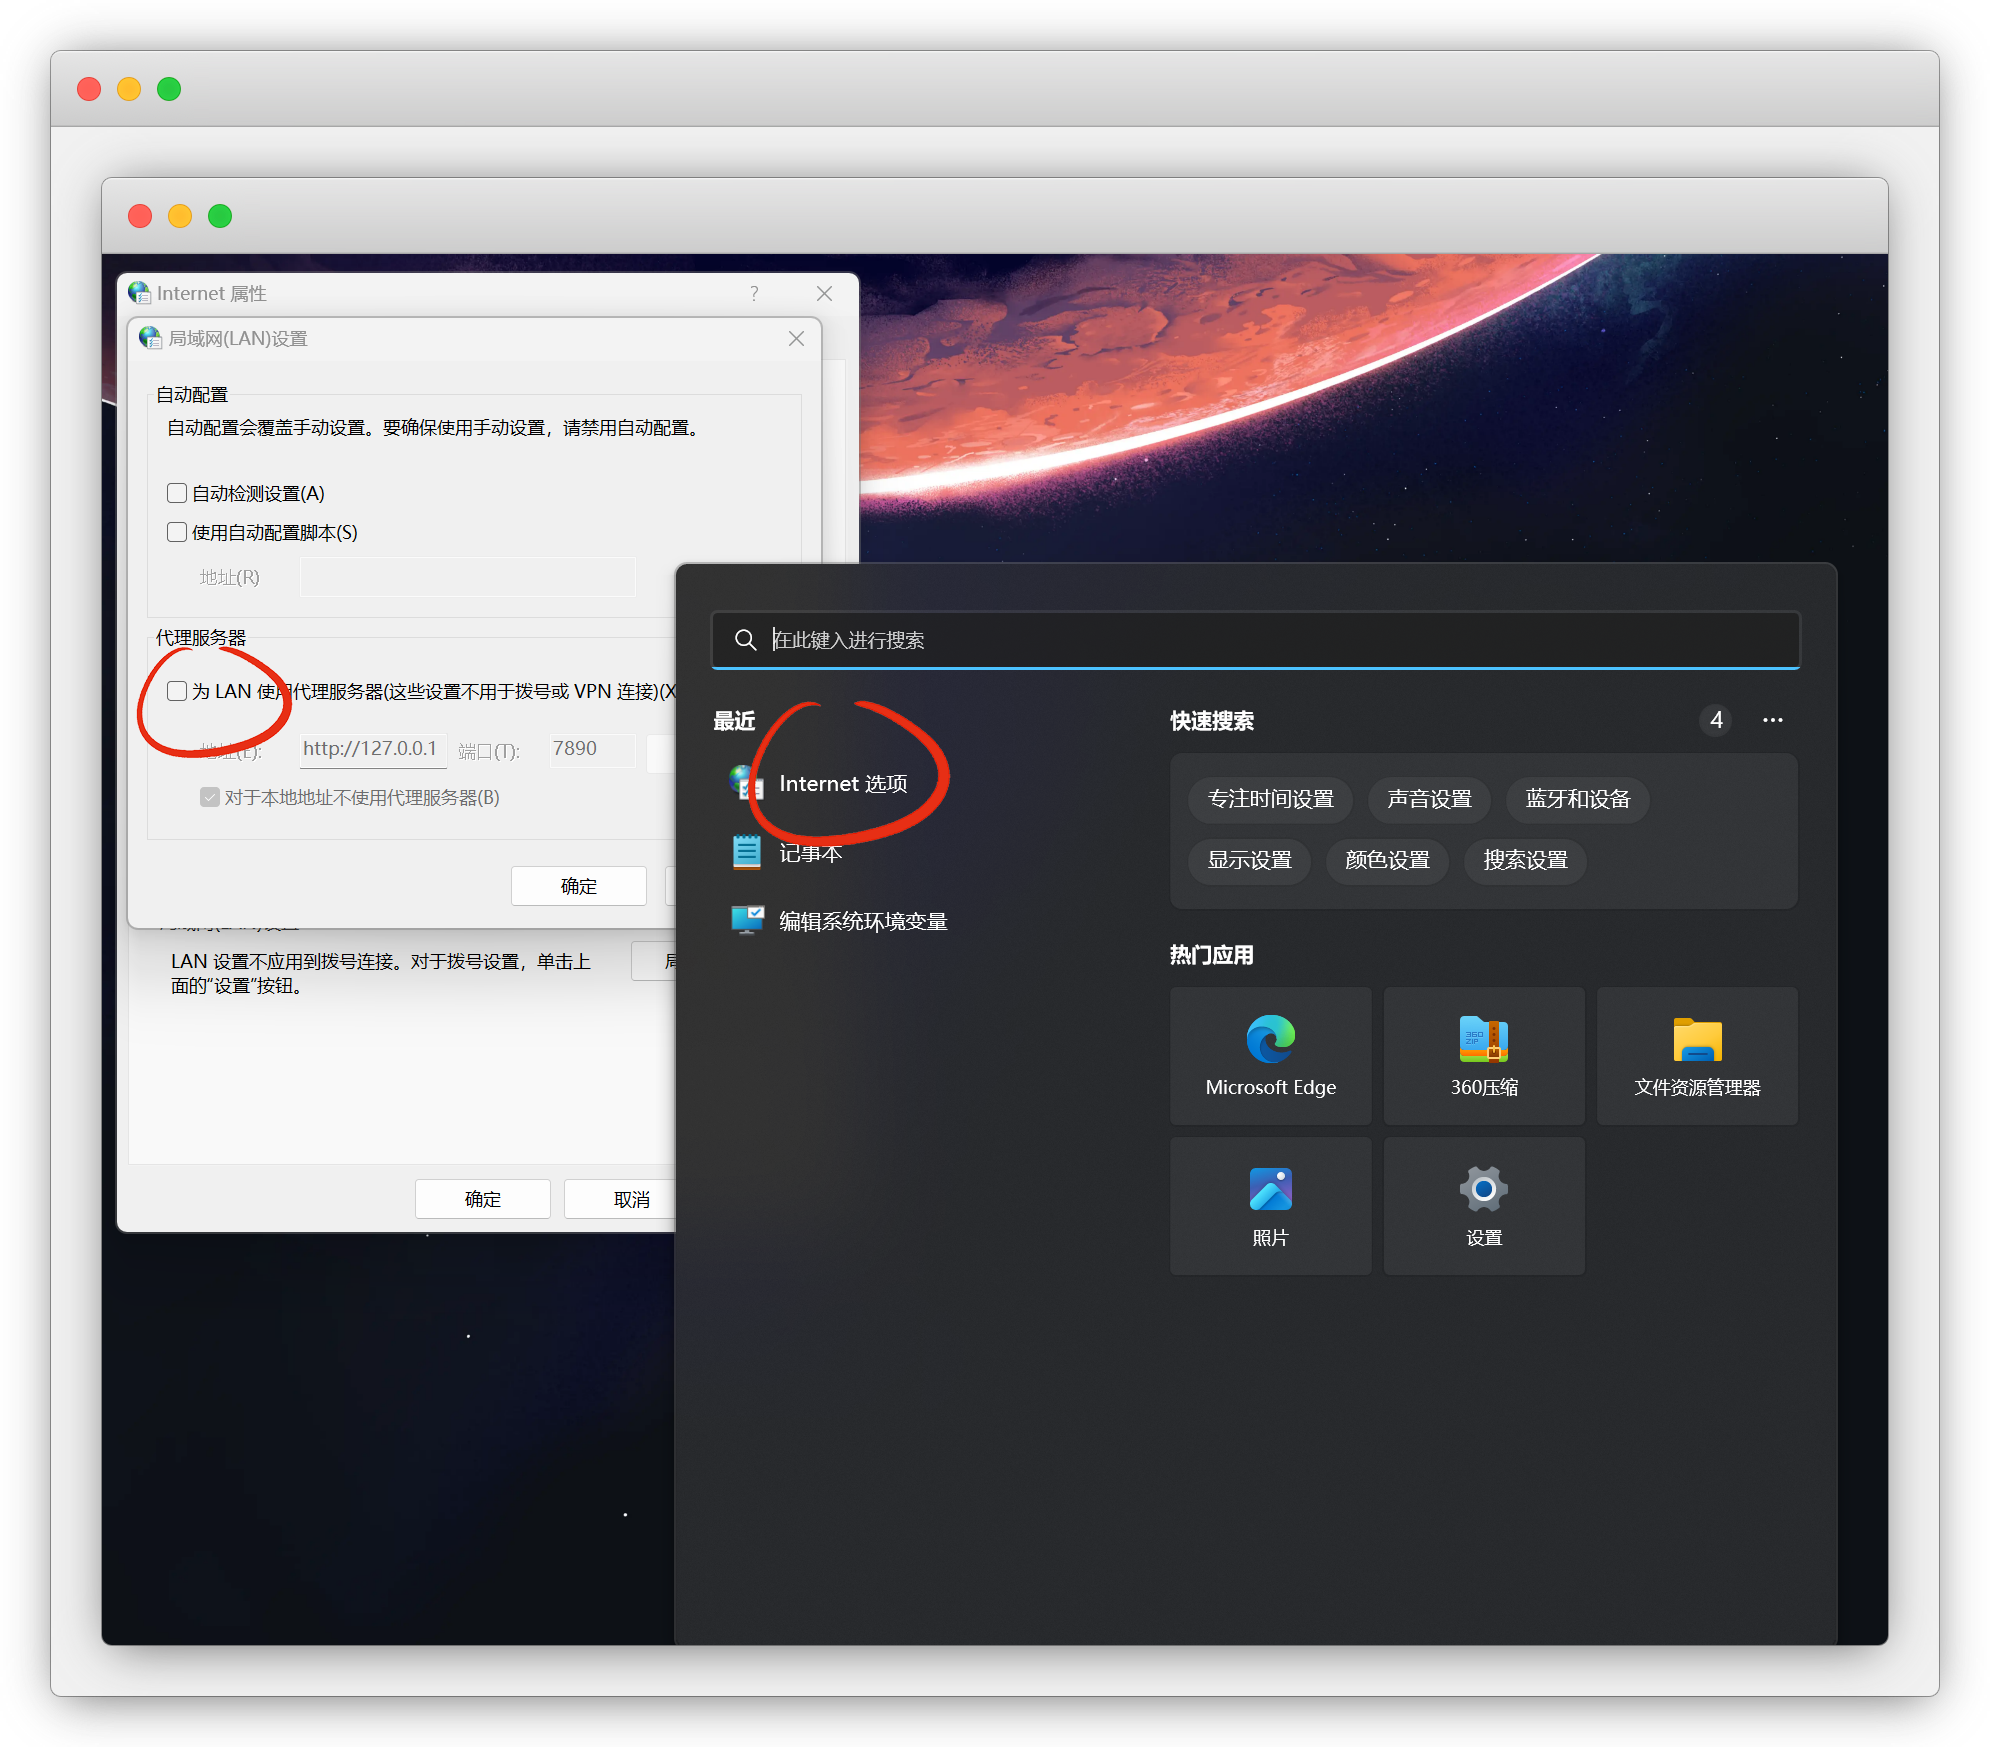 Internet 属性
局域网(LAN)设置
自动配置
自动配置会覆盖手动设置。要确保使用手动设置，请禁用自动配置。
自动检测设置(A)
使用自动配置脚本(S)
地址(R)
代理服务器
为 LAN 使用代理服务器(这些设置不用于拨号或 VPN 连接)(X
地址(E):
http://127.0.0.1
端口(T):
7890
对于本地地址不使用代理服务器(B)
确定
LAN 设置不应用到拨号连接。对于拨号设置，单击上
面的“设置”按钮。
确定
取消
在此键入进行搜索
最近
Internet 选项
记事本
编辑系统环境变量
快速搜索
4
专注时间设置
声音设置
蓝牙和设备
显示设置
颜色设置
搜索设置
热门应用
Microsoft Edge
360
ZIP
360压缩
文件资源管理器
照片
设置